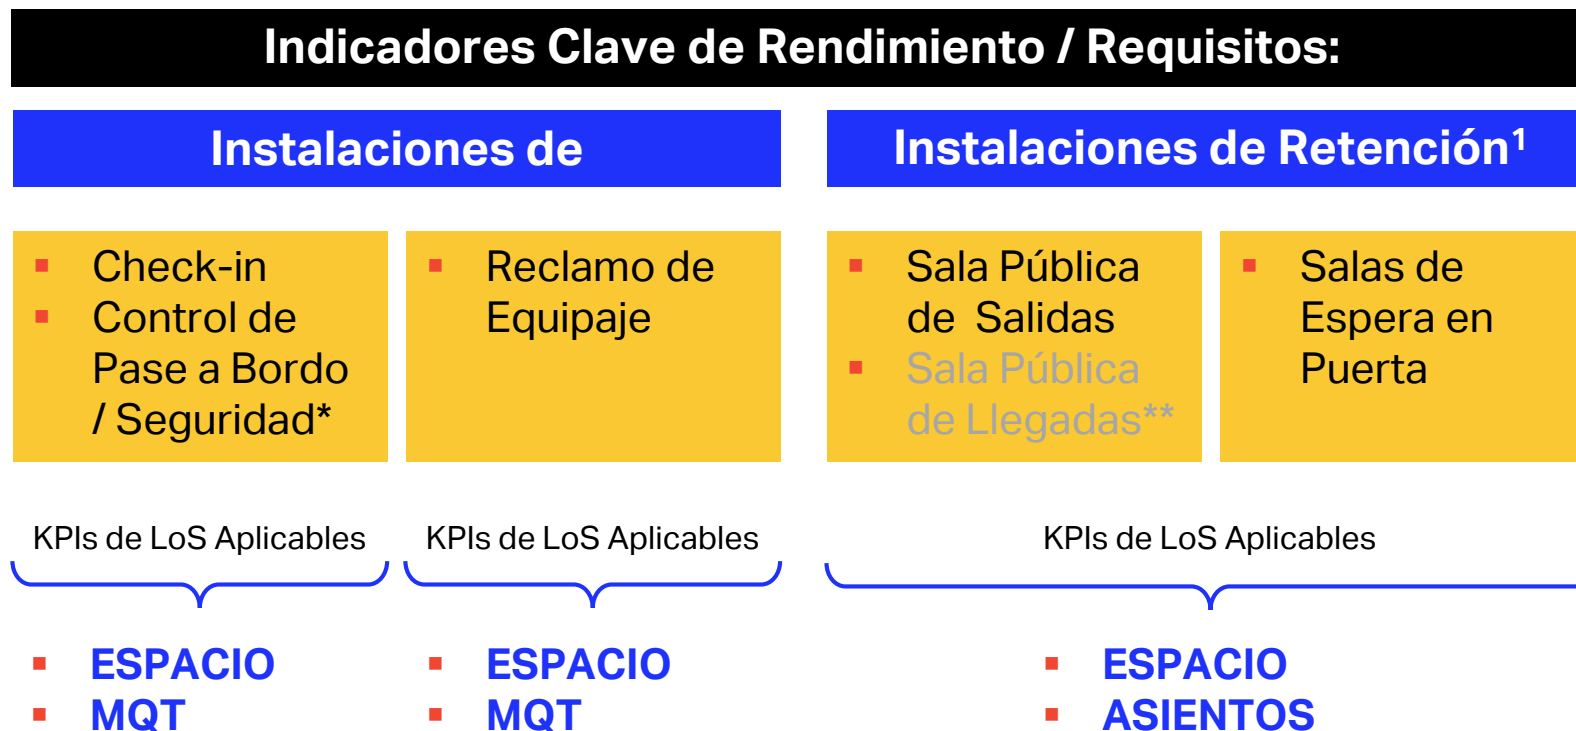 Indicadores Clave de Rendimiento / Requisitos:
Instalaciones de
Check-in
Control de
Pase a Bordo
/ Seguridad*
Reclamo de
Equipaje
KPIs de LoS Aplicables
KPIs de LoS Aplicables
ESPACIO
MQT
ESPACIO
MQT
Instalaciones de Retención¹
Sala Pública
de Salidas
Sala Pública
de Llegadas**
Salas de
Espera en
Puerta
KPIs de LoS Aplicables
ESPACIO
ASIENTOS